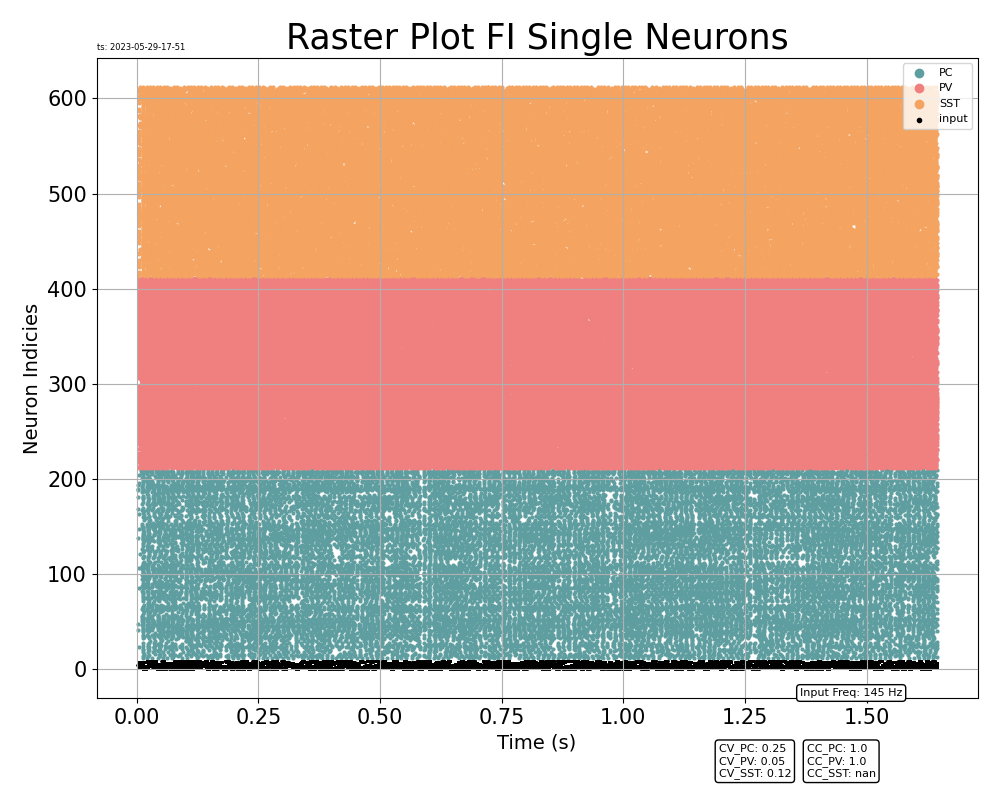 Raster Plot FI Single Neurons
ts: 2023-05-29-17-51
PC
PV
SST
input
Neuron Indicies
600
500
400
300
200
100
0
0.00 0.25 0.50 0.75 1.00 1.25 1.50
Time (s)
Input Freq: 145 Hz
CV_PC: 0.25
CV_PV: 0.05
CV_SST: 0.12
CC_PC: 1.0
CC_PV: 1.0
CC_SST: nan